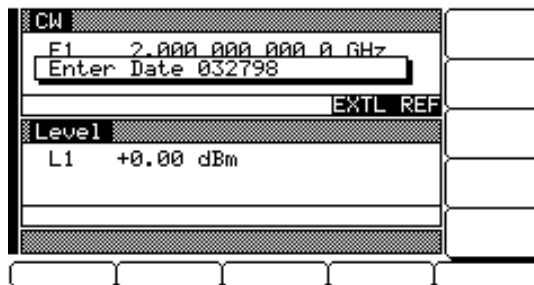 CW
F1 2.000 000 000 0 GHz
Enter Date 032798
EXTL REF
Level
L1 +0.00 dBm